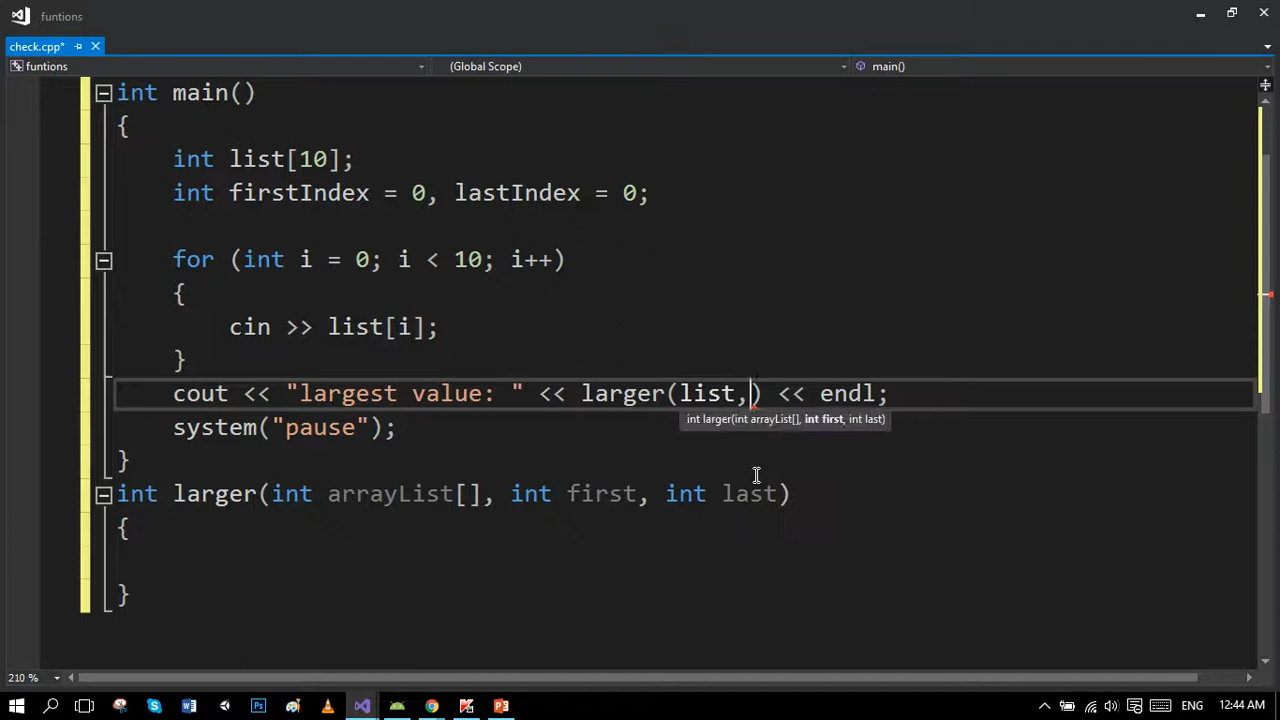 funtions
check.cpp*
funtions (Global Scope) main()
int main()
{
int list[10];
int firstIndex = 0, lastIndex = 0;
for (int i = 0; i < 10; i++)
{
cin >> list[i];
}
cout << "largest value: " << larger(list,) << endl;
int larger(int arrayList[], int first, int last)
system("pause");
}
int larger(int arrayList[], int first, int last)
{
}
210 %
ENG 12:44 AM